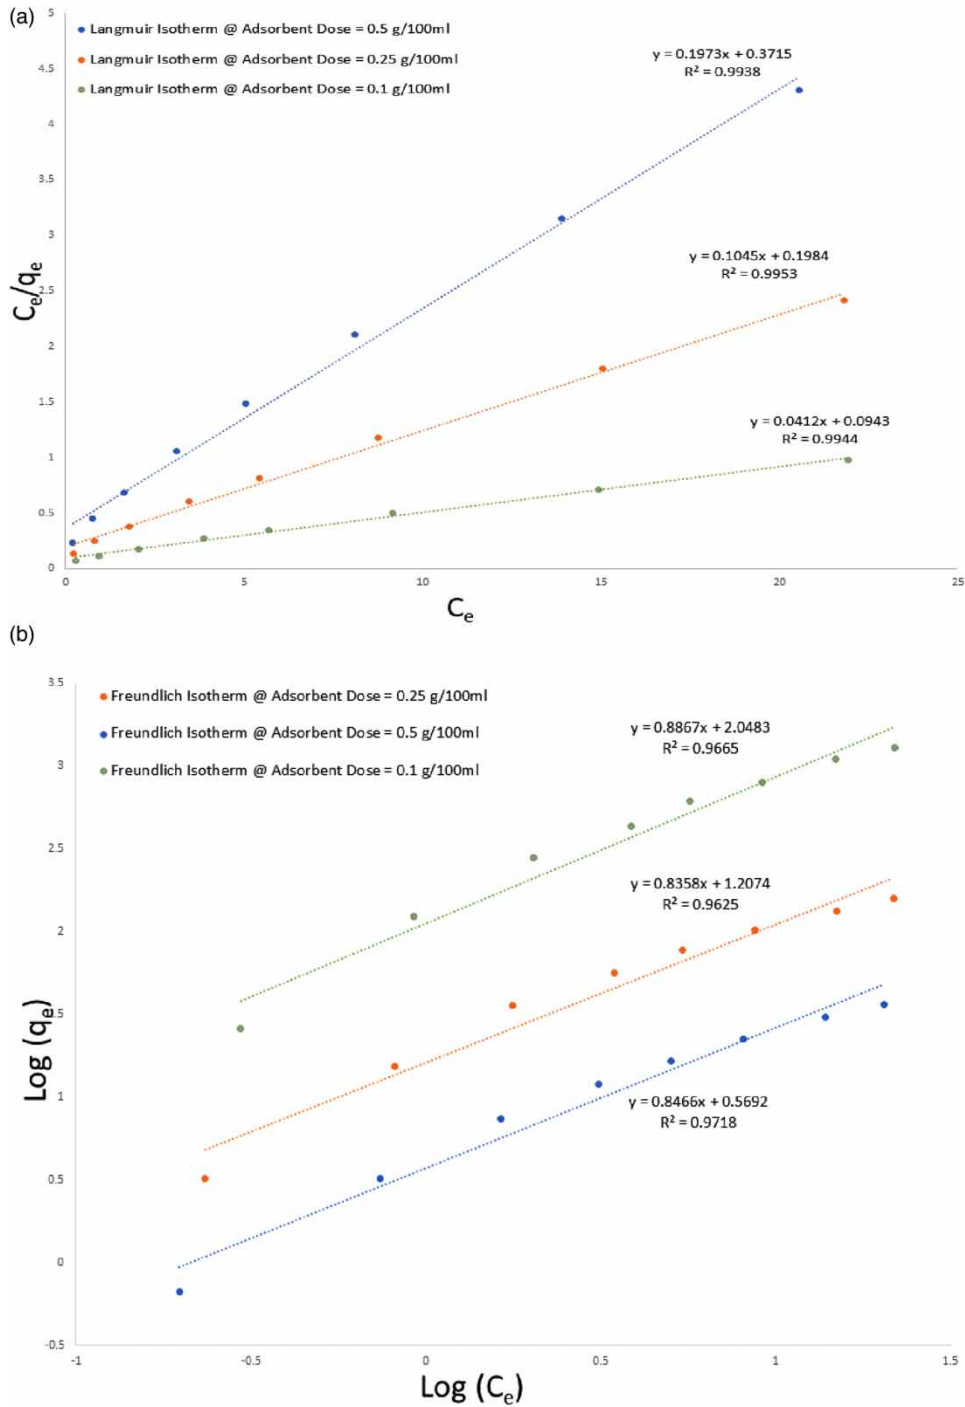 (a)
5
4.5
4
3.5
3
2.5
2
1.5
1
0.5
0
Langmuir Isotherm @ Adsorbent Dose = 0.5 g/100ml
Langmuir Isotherm @ Adsorbent Dose = 0.25 g/100ml
Langmuir Isotherm @ Adsorbent Dose = 0.1 g/100ml
y = 0.1973x + 0.3715
R² = 0.9938
y = 0.1045x + 0.1984
R² = 0.9953
y = 0.0412x + 0.0943
R² = 0.9944
Cₑ/qₑ
0 5 10 15 20 25
Cₑ
(b)
3.5
3
2.5
2
1.5
1
0.5
0
-0.5
Freundlich Isotherm @ Adsorbent Dose = 0.25 g/100ml
Freundlich Isotherm @ Adsorbent Dose = 0.5 g/100ml
Freundlich Isotherm @ Adsorbent Dose = 0.1 g/100ml
y = 0.8867x + 2.0483
R² = 0.9665
y = 0.8358x + 1.2074
R² = 0.9625
y = 0.8466x + 0.5692
R² = 0.9718
Log (qₑ)
-1 -0.5 0 0.5 1 1.5
Log (Cₑ)